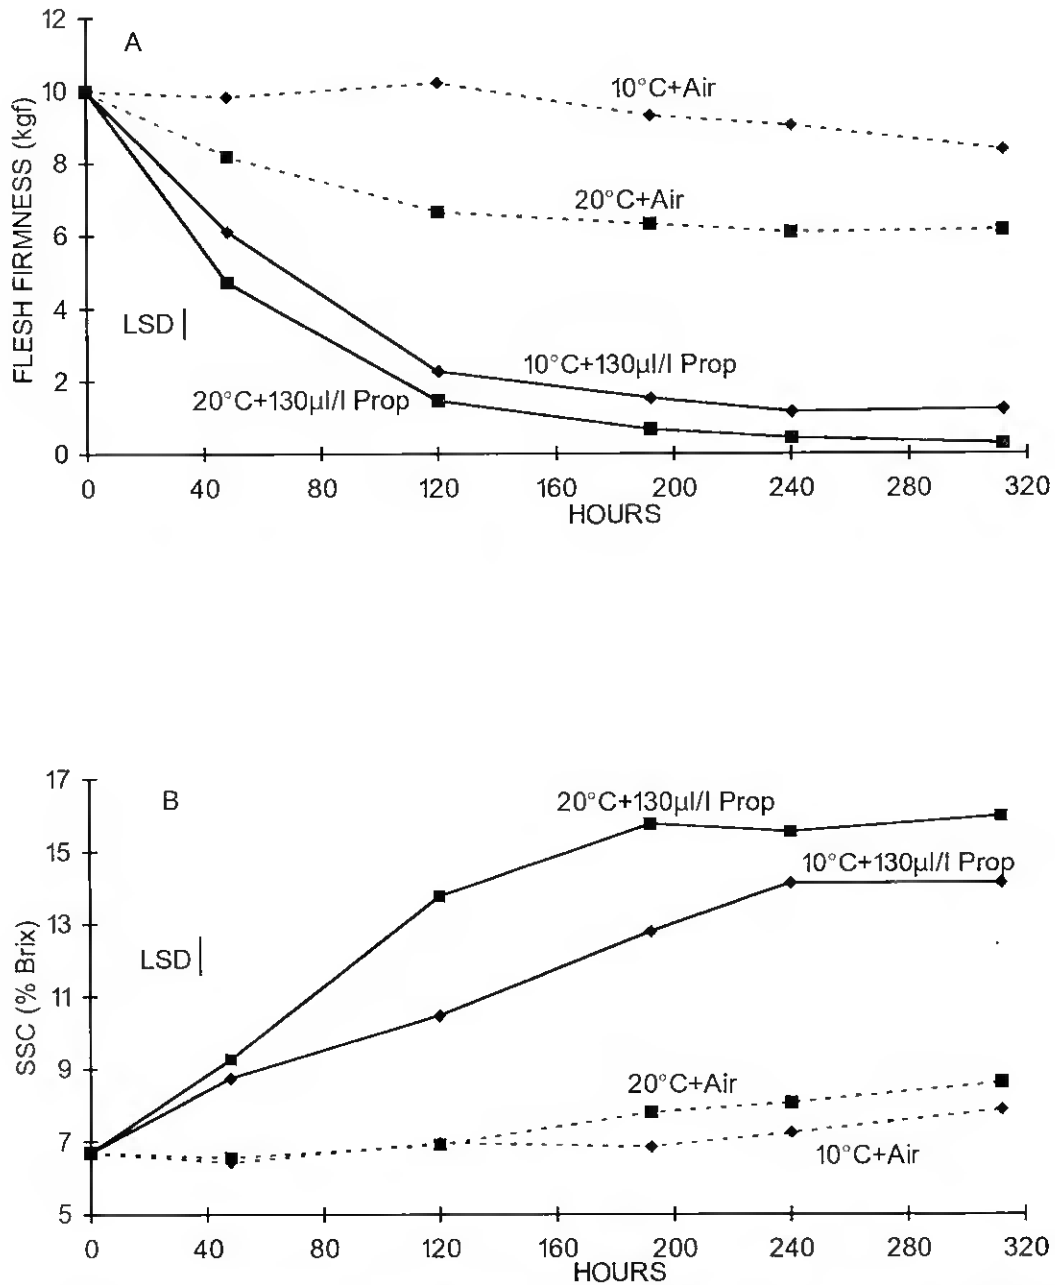 12
A
10
10°C+Air
8
20°C+Air
6
FLESH FIRMNESS (kgf)
4
LSD
10°C+130µl/l Prop
2
20°C+130µl/l Prop
0
0 40 80 120 160 200 240 280 320
HOURS
17
B
20°C+130µl/l Prop
15
10°C+130µl/l Prop
13
LSD
SSC (% Brix)
11
9
20°C+Air
7
10°C+Air
5
0 40 80 120 160 200 240 280 320
HOURS